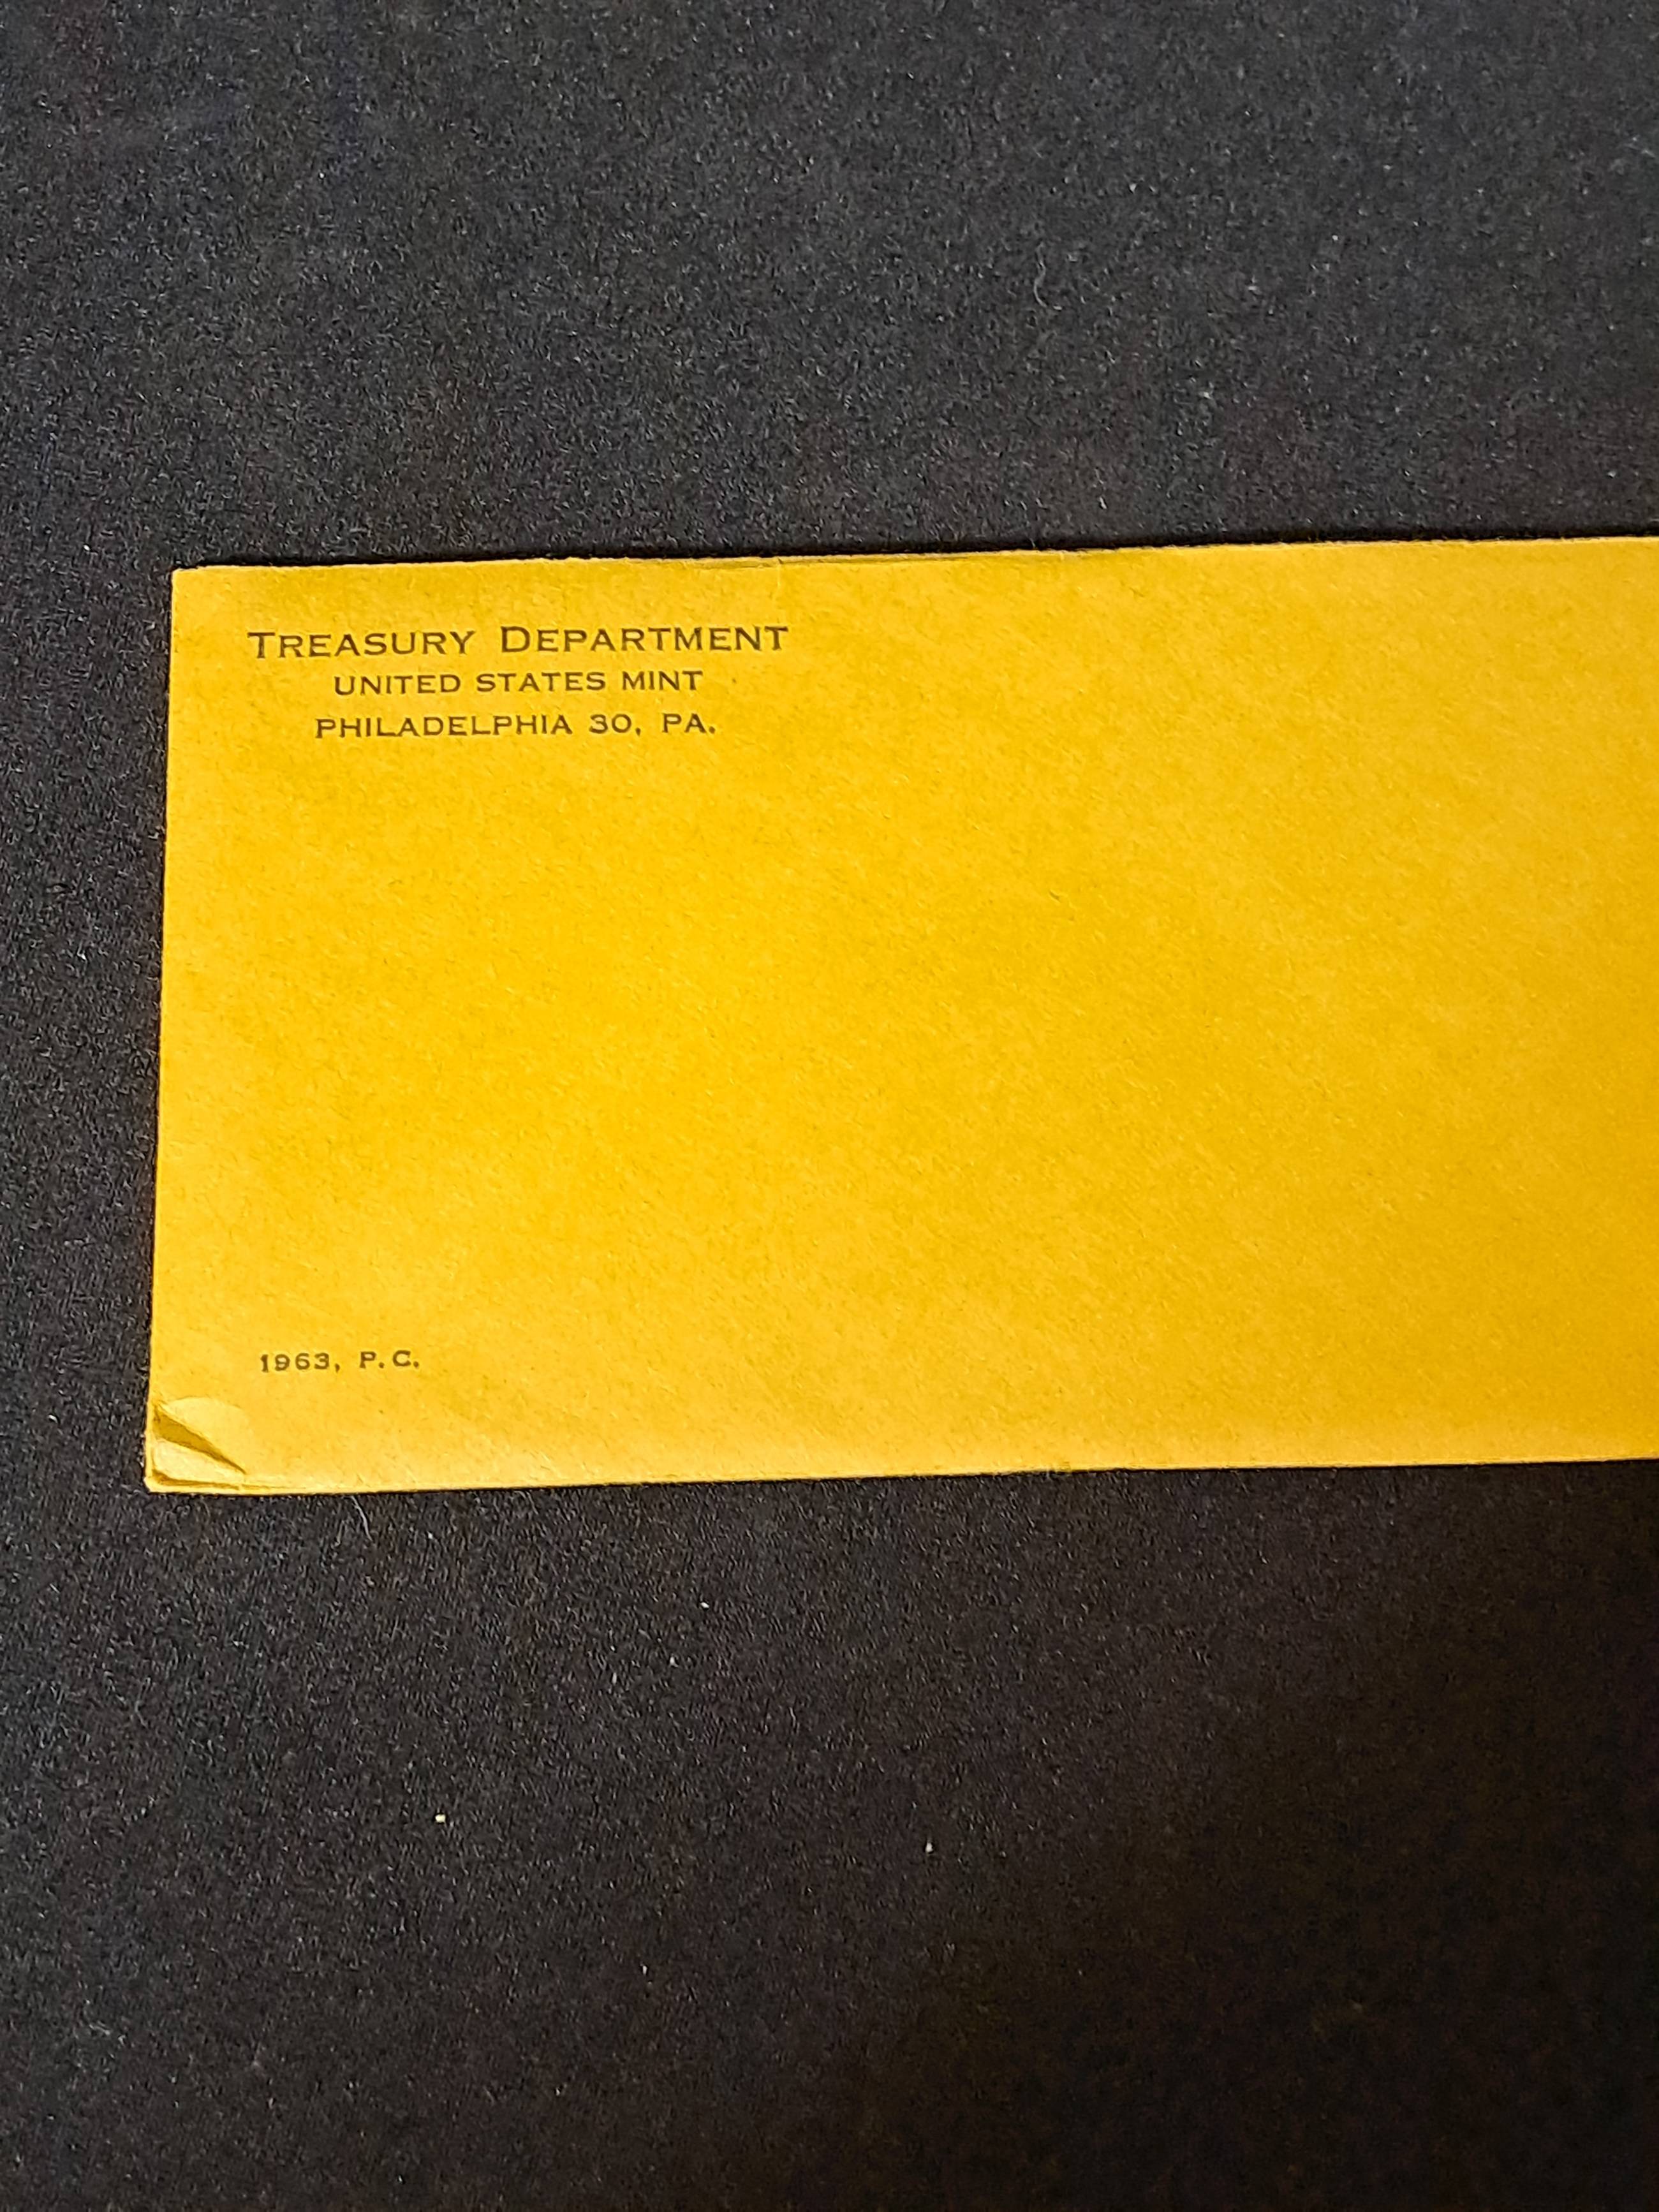 TREASURY DEPARTMENT
UNITED STATES MINT
PHILADELPHIA 30, PA.
1963, P.C.